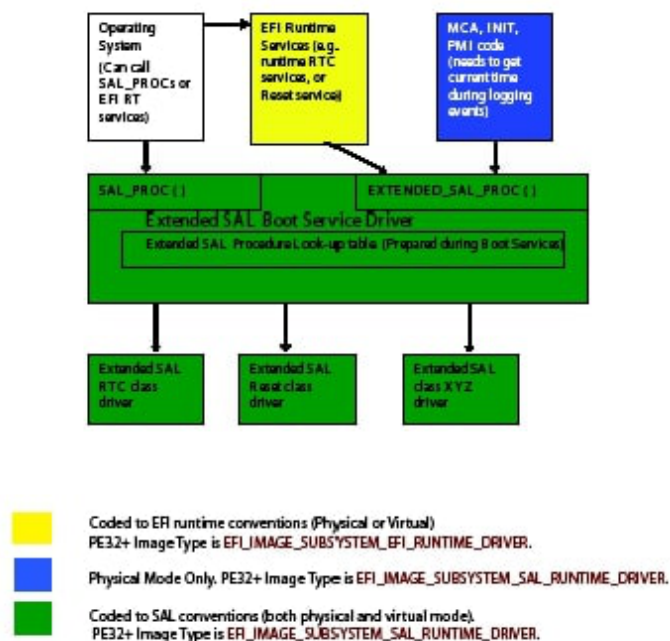 Operating
System
(Can call
SAL_PROCs or
EFI RT
services)
EFI Runtime
Services (e.g.
runtime RTC
services, or
Reset service))
MCA, INIT,
PMI code
(needs to get
current time
during logging
events)
SAL_PROC ( )
EXTENDED_SAL_PROC ( )
Extended SAL Boot Service Driver
Extended SAL Procedure Look-up table (Prepared during Boot Services)
Extended SAL
RTC class
driver
Extended SAL
Reset class
driver
Extended SAL
class XYZ
driver
Coded to EFI runtime conventions (Physical or Virtual)
PE32+ Image Type is EFI_IMAGE_SUBSYSTEM_EFI_RUNTIME_DRIVER.
Physical Mode Only. PE32+ Image Type is EFI_IMAGE_SUBSYSTEM_SAL_RUNTIME_DRIVER.
Coded to SAL conventions (both physical and virtual mode).
PE32+ Image Type is EFI_IMAGE_SUBSYSTEM_SAL_RUNTIME_DRIVER.